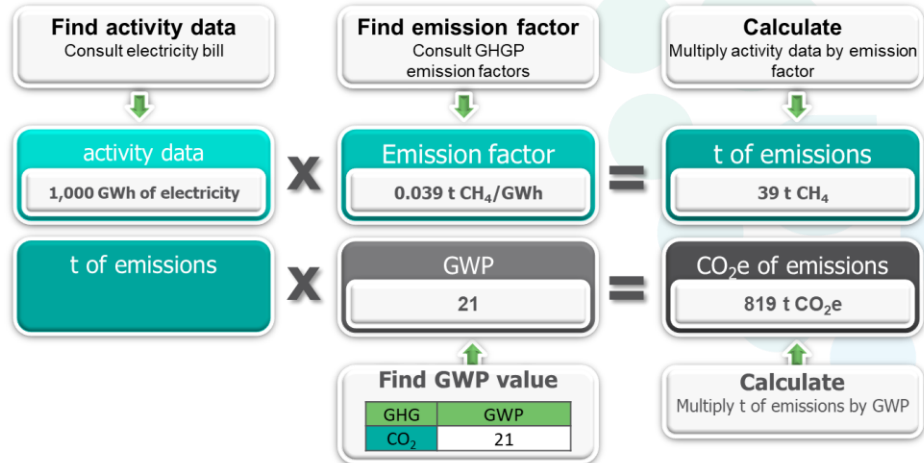 Find activity data
Consult electricity bill
Find emission factor
Consult GHGP
emission factors
Calculate
Multiply activity data by emission
factor
activity data
1,000 GWh of electricity
X
Emission factor
0.039 t CH₄/GWh
=
t of emissions
39 t CH₄
t of emissions
X
GWP
21
=
CO₂e of emissions
819 t CO₂e
Find GWP value
GHG GWP
CO₂ 21
Calculate
Multiply t of emissions by GWP